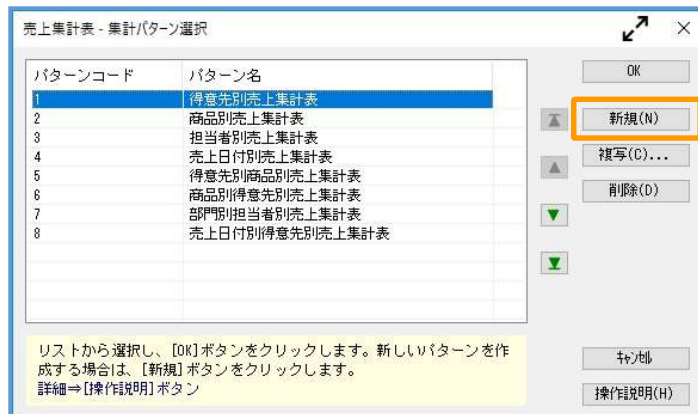 売上集計表 - 集計パターン選択
パターンコード パターン名
1 得意先別売上集計表
2 商品別売上集計表
3 担当者別売上集計表
4 売上日付別売上集計表
5 得意先別商品別売上集計表
6 商品別得意先別売上集計表
7 部門別担当者別売上集計表
8 売上日付別得意先別売上集計表
OK
新規(N)
複写(C)...
削除(D)
リストから選択し、[OK]ボタンをクリックします。新しいパターンを作
成する場合は、[新規]ボタンをクリックします。
詳細⇒[操作説明]ボタン
ｷｬﾝｾﾙ
操作説明(H)